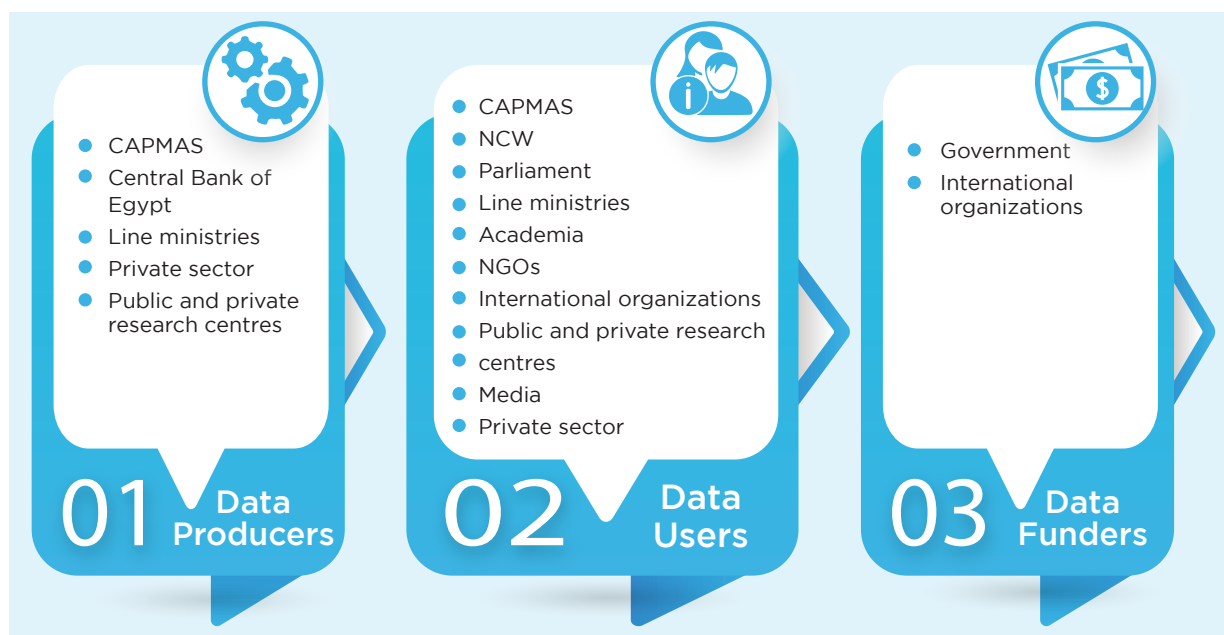 CAPMAS
Central Bank of
Egypt
Line ministries
Private sector
Public and private
research centres
01
Data
Producers
CAPMAS
NCW
Parliament
Line ministries
Academia
NGOs
International organizations
Public and private research
centres
Media
Private sector
02
Data
Users
Government
International
organizations
03
Data
Funders